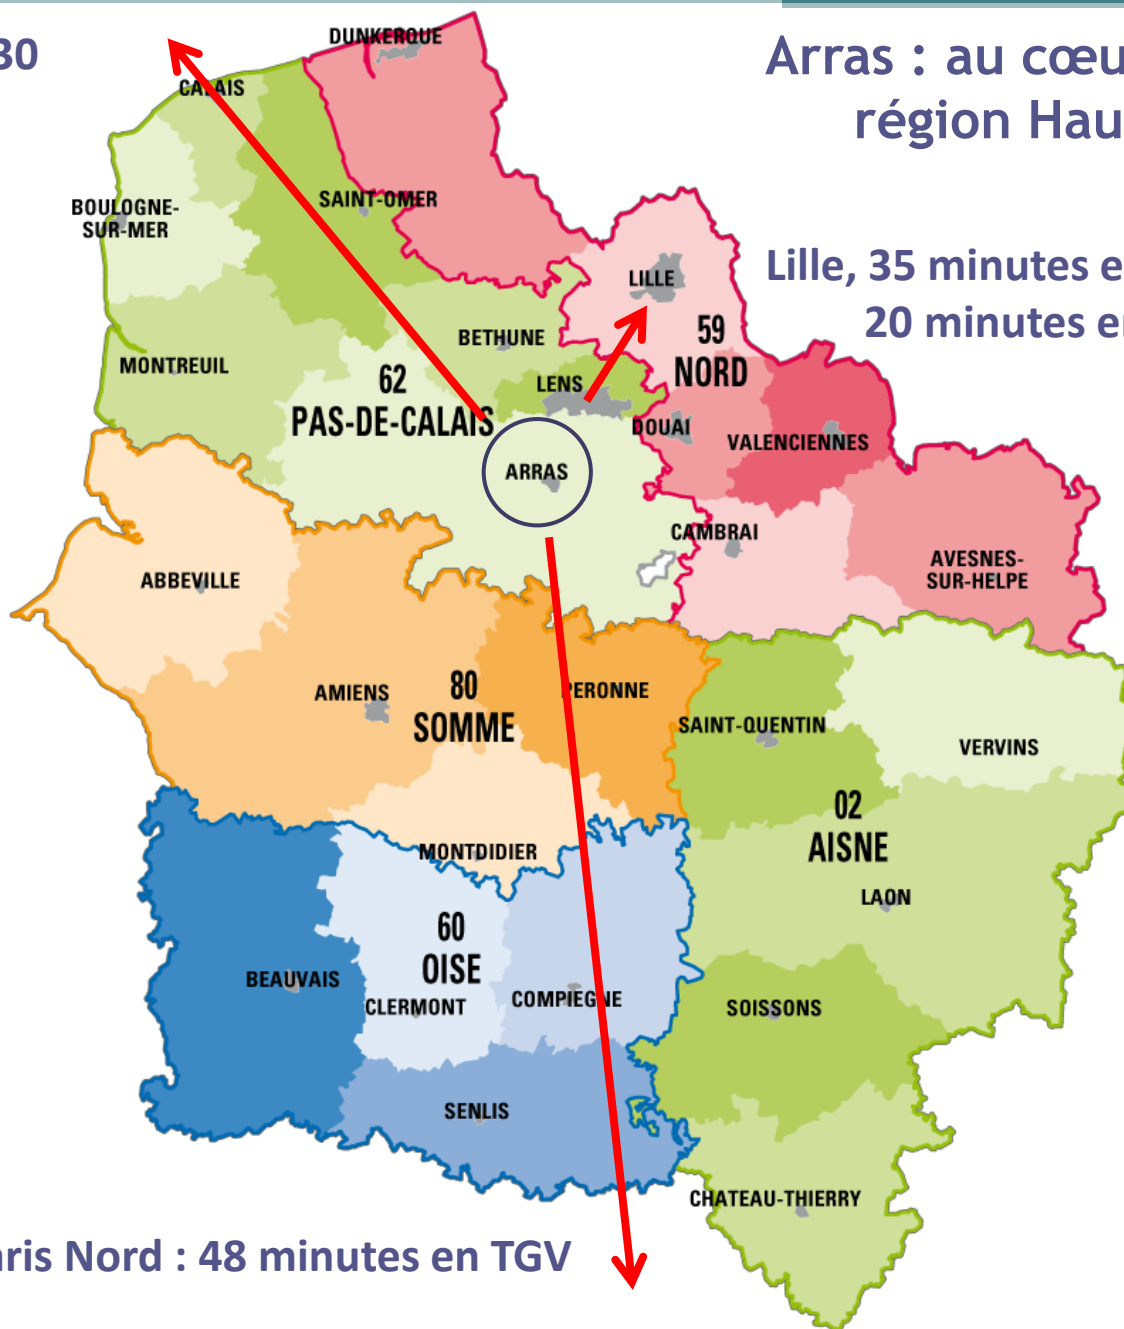 30
Arras : au cœu
région Hau
Lille, 35 minutes e
20 minutes en
DUNKERQUE
CALAIS
SAINT-OMER
BOULOGNE-
SUR-MER
LILLE
BETHUNE
59
NORD
MONTREUIL
62
PAS-DE-CALAIS
LENS
DOUAI
VALENCIENNES
ARRAS
CAMBRAI
AVESNES-
SUR-HELPE
ABBEVILLE
AMIENS
80
SOMME
PERONNE
SAINT-QUENTIN
VERVINS
02
AISNE
MONTDIDIER
LAON
60
OISE
BEAUVAIS
CLERMONT
COMPIEGNE
SOISSONS
SENLIS
CHATEAU-THIERRY
aris Nord : 48 minutes en TGV